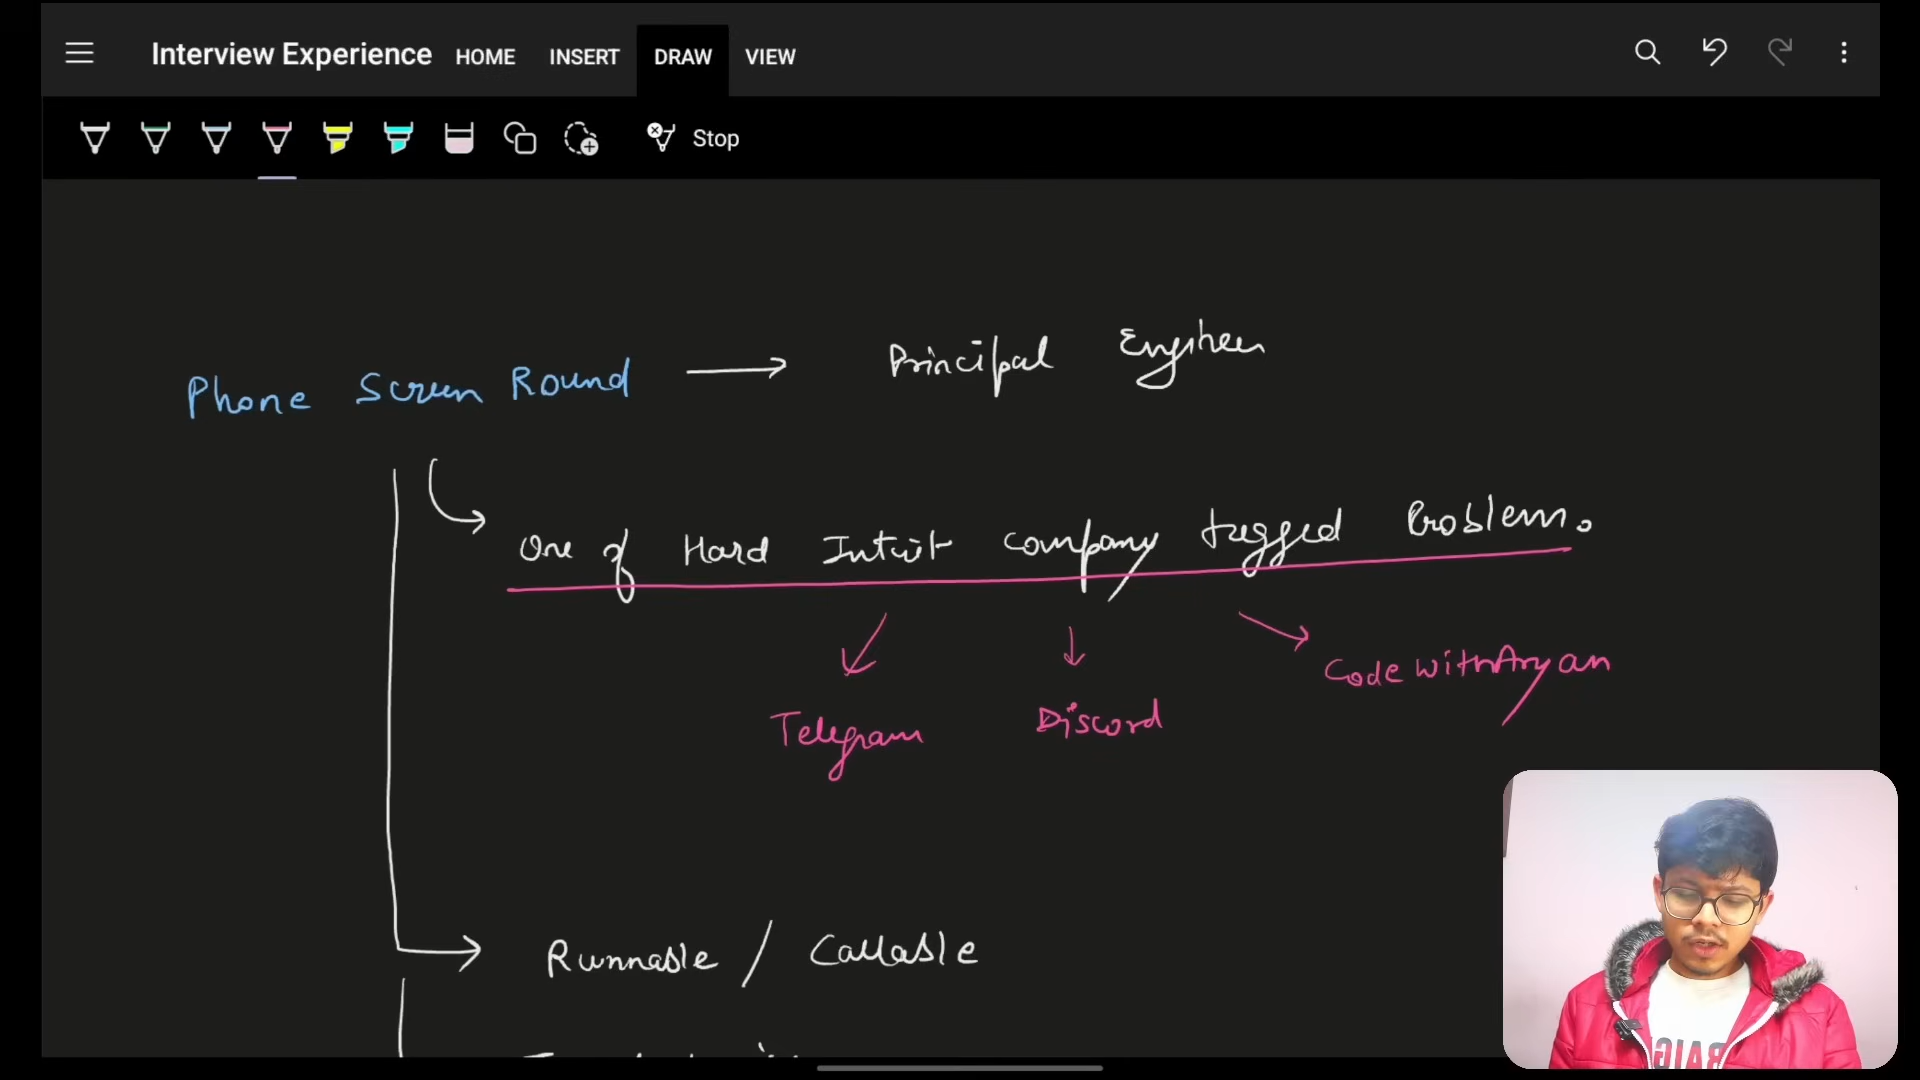 Interview Experience HOME INSERT DRAW VIEW
Stop
Phone Screen Round → Principal Engineer
One of Hard Intuit company tagged Problem.
CodeWithAryan
Telegram Discord
Runnable / Callable